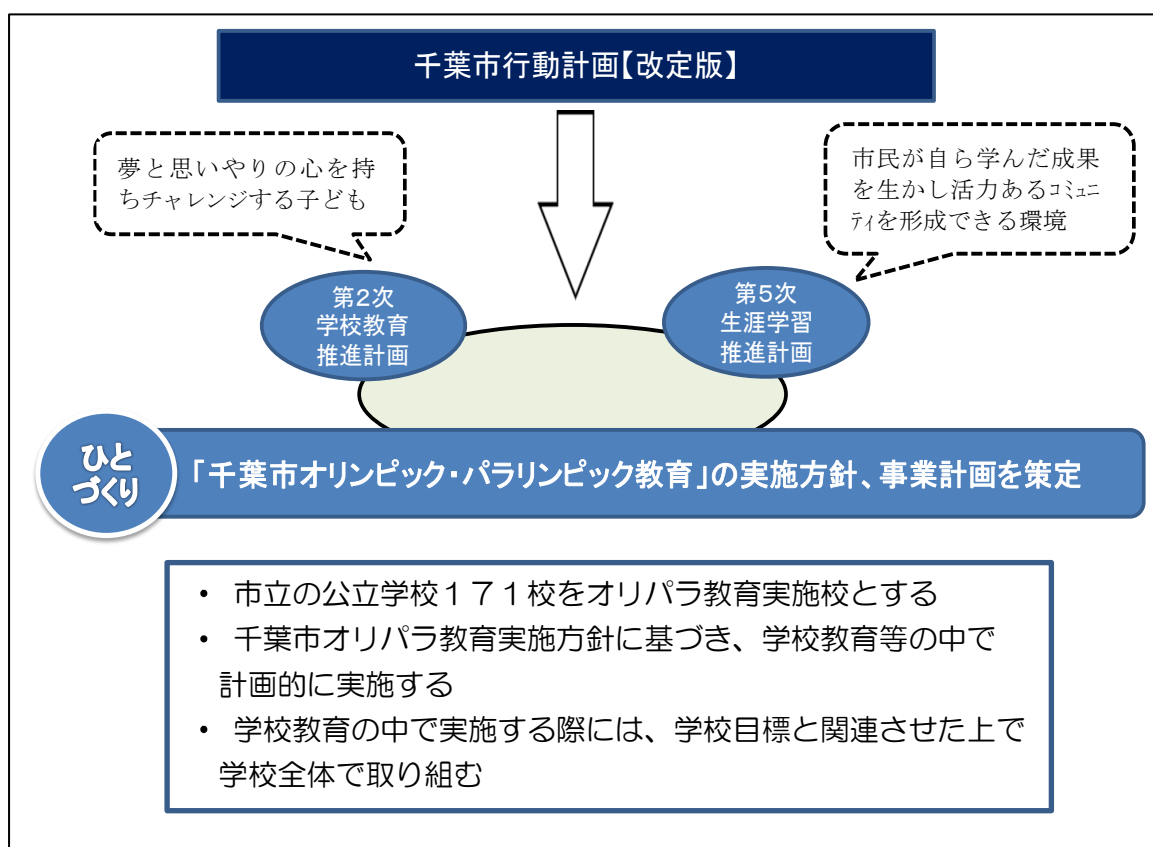 千葉市行動計画【改定版】
夢と思いやりの心を持
ちチャレンジする子ども
市民が自ら学んだ成果
を生かし活力あるｺﾐｭﾆ
ﾃｨを形成できる環境
第2次
学校教育
推進計画
第5次
生涯学習
推進計画
ひと
づくり
「千葉市オリンピック・パラリンピック教育」の実施方針、事業計画を策定
・ 市立の公立学校１７１校をオリパラ教育実施校とする
・ 千葉市オリパラ教育実施方針に基づき、学校教育等の中で
計画的に実施する
・ 学校教育の中で実施する際には、学校目標と関連させた上で
学校全体で取り組む